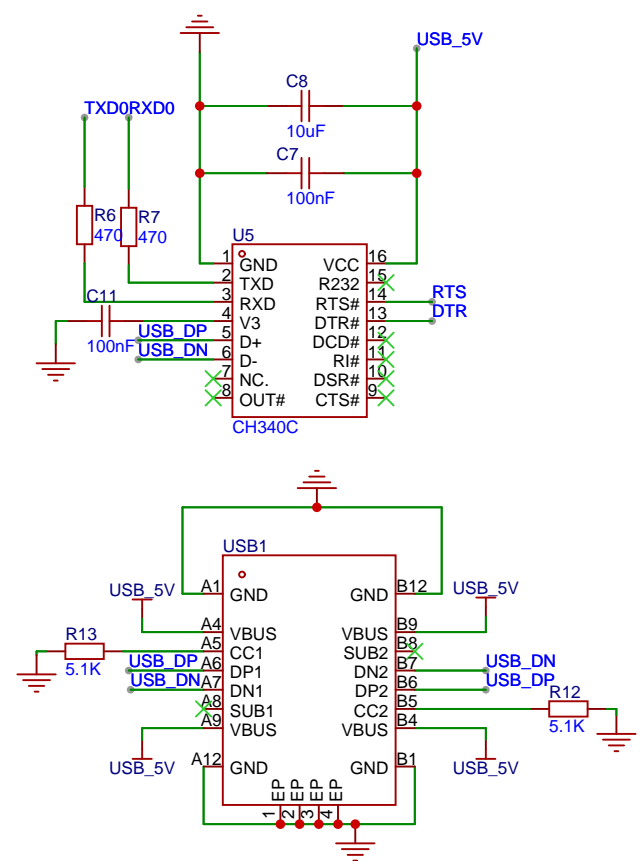 USB_5V
C8
10uF
TXD0RXD0
C7
100nF
R6
470
R7
470
U5
1 GND VCC 16
2 TXD R232 15
3 RXD RTS# 14 RTS
4 V3 DTR# 13 DTR
C11
100nF
USB_DP 5 D+ DCD# 12
USB_DN 6 D- RI# 11
7 NC. DSR# 10
8 OUT# CTS# 9
CH340C
USB1
A1 GND GND B12
USB_5V
USB_5V
A4 VBUS VBUS B9
R13
5.1K
A5 CC1 SUB2 B8
USB_DP A6 DP1 DN2 B7 USB_DN
USB_DN A7 DN1 DP2 B6 USB_DP
A8 SUB1 CC2 B5
R12
5.1K
A9 VBUS VBUS B4
USB_5V
USB_5V
A12 GND GND B1
EP EP EP EP
1 2 3 4